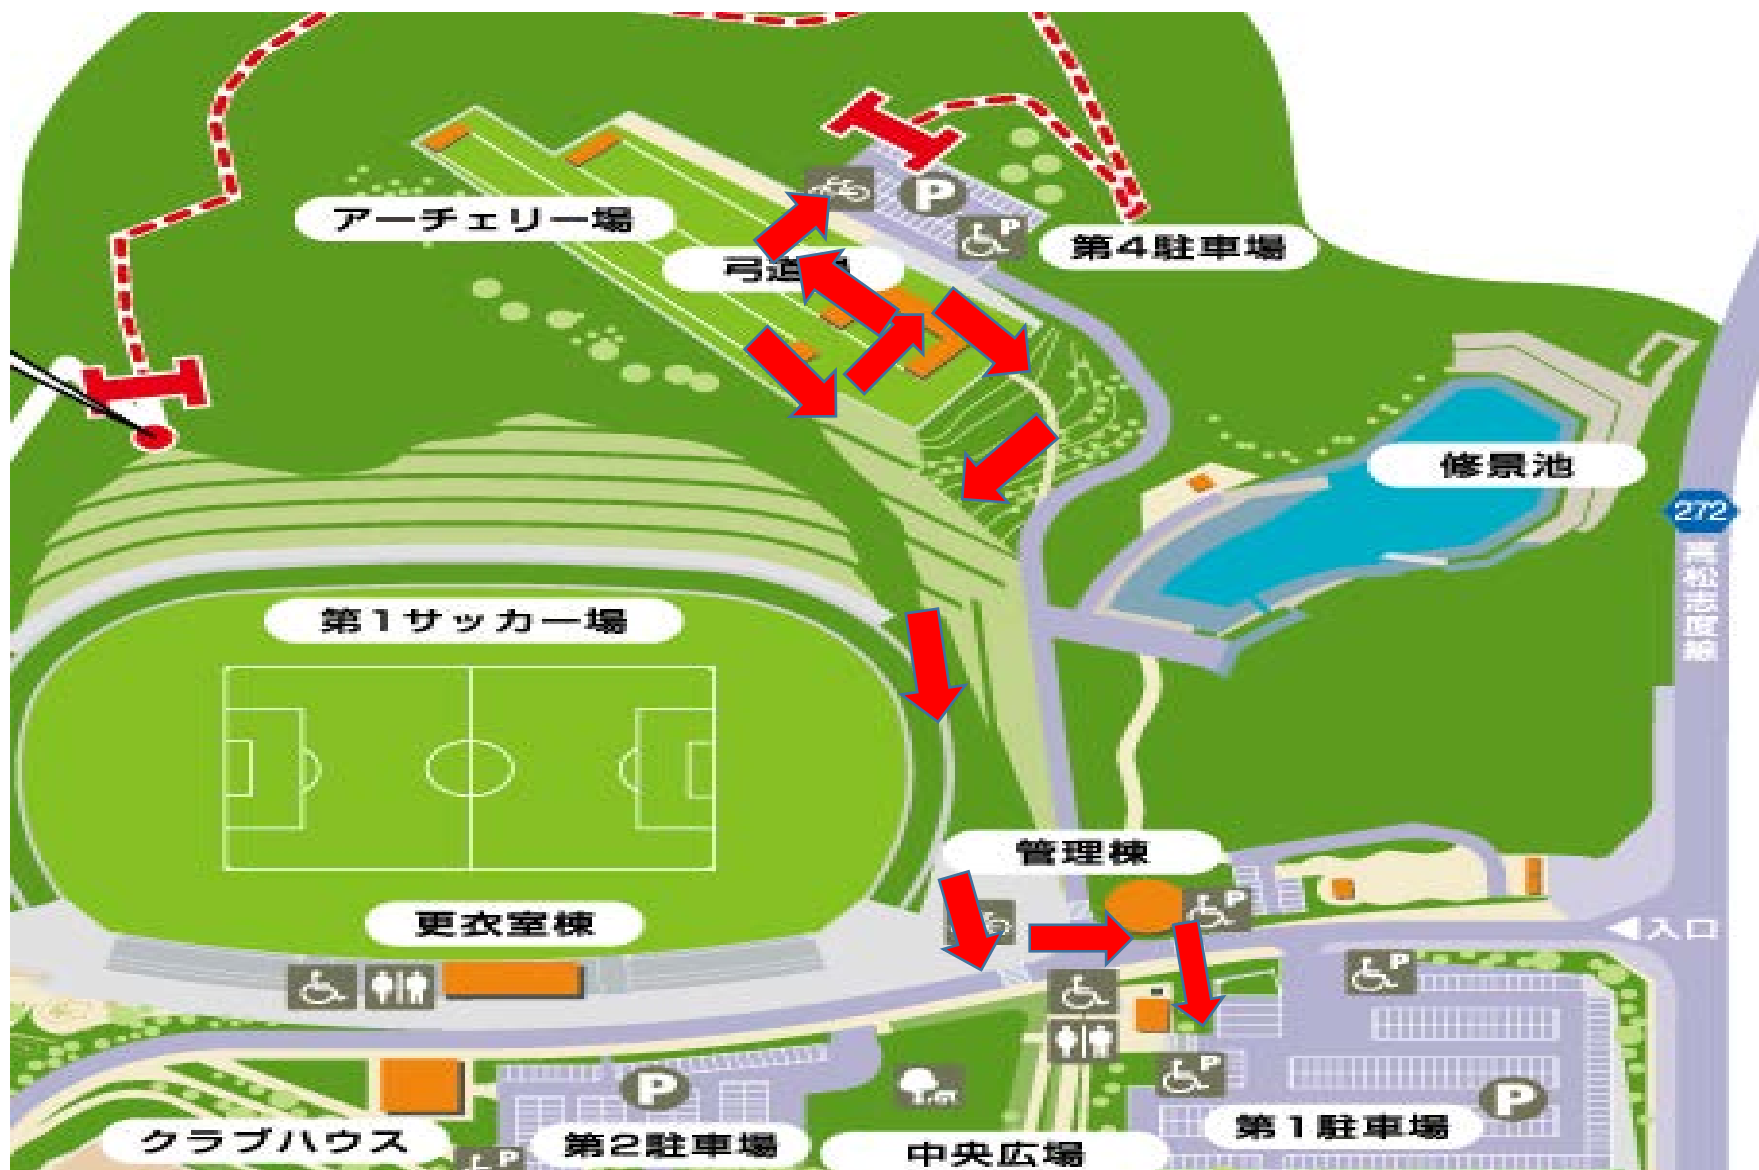 アーチェリー場
P
P
第4駐車場
弓道
修景池
272
高松志度線
第1サッカー場
管理棟
P
更衣室棟
入口
P
P
P
P
第1駐車場
クラブハウス
P
第2駐車場
中央広場